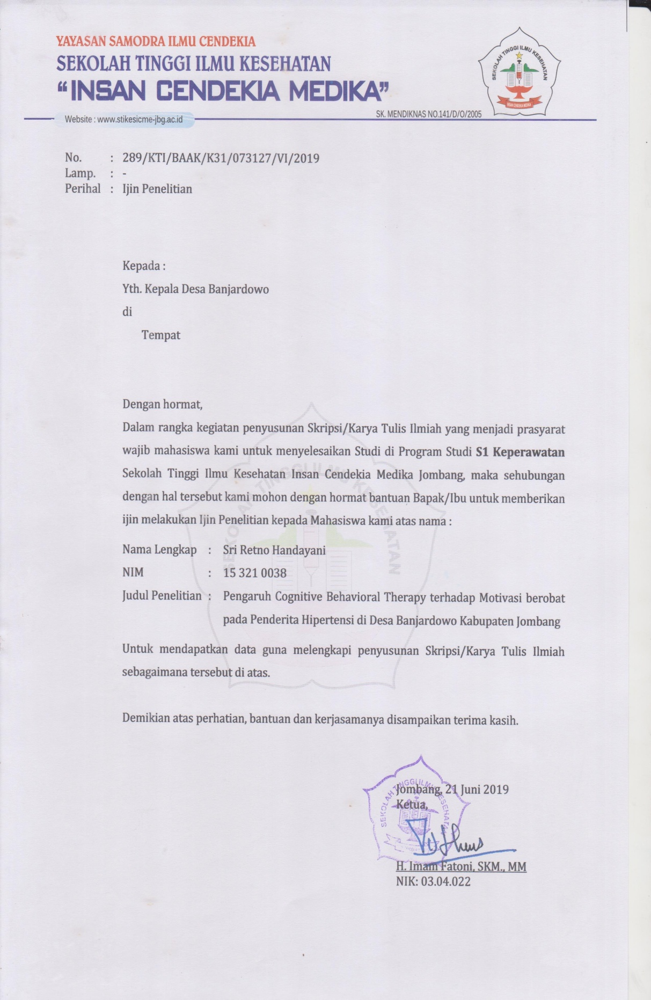 YAYASAN SAMODRA ILMU CENDEKIA
SEKOLAH TINGGI ILMU KESEHATAN
“INSAN CENDEKIA MEDIKA”
Website : www.stikesicme-jbg.ac.id
SK. MENDIKNAS NO.141/D/O/2005
SEKOLAH TINGGI ILMU KESEHATAN
INSAN CENDEKIA MEDIKA
No. : 289/KTI/BAAK/K31/073127/VI/2019
Lamp. : -
Perihal : Ijin Penelitian
Kepada :
Yth. Kepala Desa Banjardowo
di
Tempat
Dengan hormat,
Dalam rangka kegiatan penyusunan Skripsi/Karya Tulis Ilmiah yang menjadi prasyarat
wajib mahasiswa kami untuk menyelesaikan Studi di Program Studi S1 Keperawatan
Sekolah Tinggi Ilmu Kesehatan Insan Cendekia Medika Jombang, maka sehubungan
dengan hal tersebut kami mohon dengan hormat bantuan Bapak/Ibu untuk memberikan
ijin melakukan Ijin Penelitian kepada Mahasiswa kami atas nama :
SEKOLAH TINGGI ILMU KESEHATAN
Nama Lengkap : Sri Retno Handayani
NIM : 15 321 0038
Judul Penelitian : Pengaruh Cognitive Behavioral Therapy terhadap Motivasi berobat
pada Penderita Hipertensi di Desa Banjardowo Kabupaten Jombang
Untuk mendapatkan data guna melengkapi penyusunan Skripsi/Karya Tulis Ilmiah
sebagaimana tersebut di atas.
Demikian atas perhatian, bantuan dan kerjasamanya disampaikan terima kasih.
Jombang, 21 Juni 2019
Ketua,
SEKOLAH TINGGI ILMU KESEHATAN
H. Imam Fatoni, SKM., MM
NIK: 03.04.022